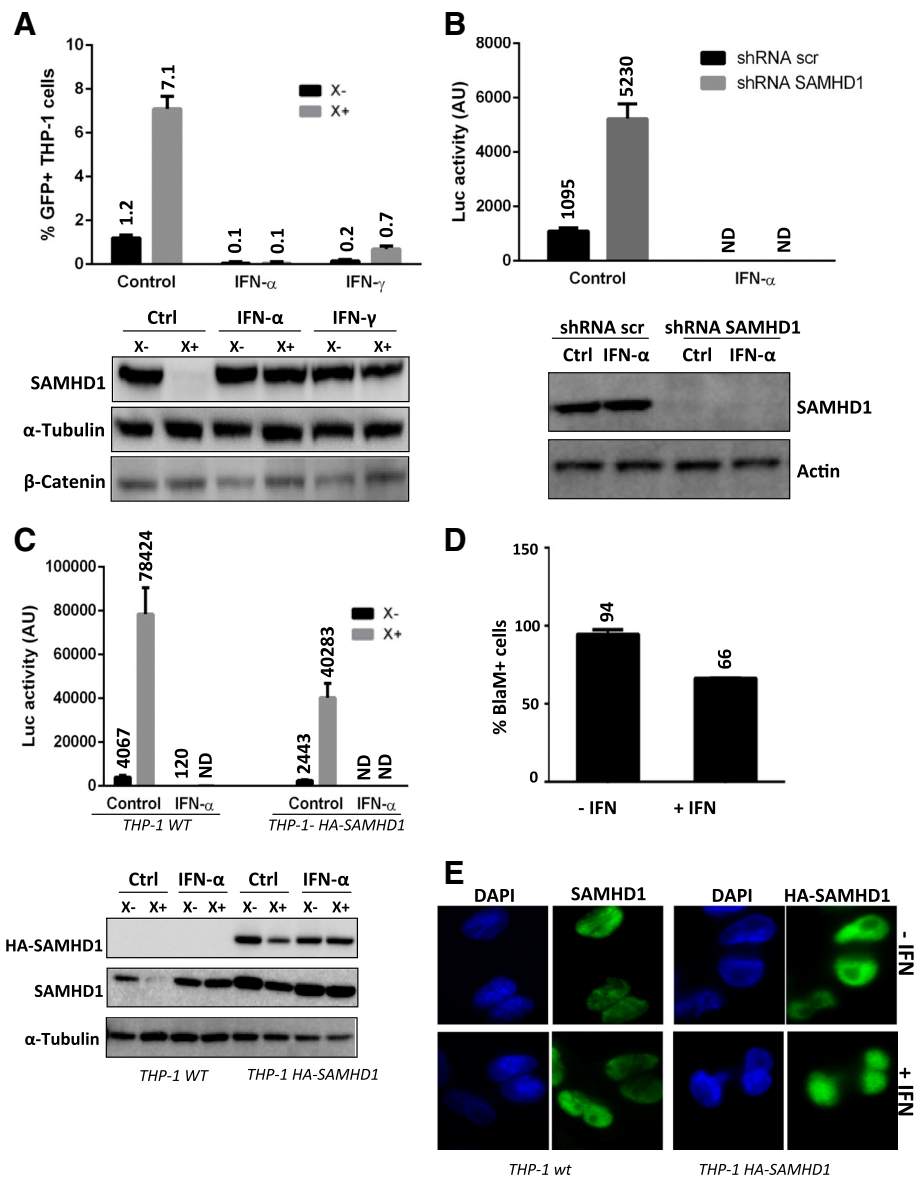 A
% GFP+ THP-1 cells
10
8
6
4
2
0
1.2
7.1
0.1
0.1
0.2
0.7
X-
X+
Control
IFN-α
IFN-γ
Ctrl
IFN-α
IFN-γ
X- X+ X- X+ X- X+
SAMHD1
α-Tubulin
β-Catenin
B
Luc activity (AU)
8000
6000
4000
2000
0
1095
5230
ND
ND
shRNA scr
shRNA SAMHD1
Control
IFN-α
shRNA scr shRNA SAMHD1
Ctrl IFN-α Ctrl IFN-α
SAMHD1
Actin
C
Luc activity (AU)
100000
80000
60000
40000
20000
0
4067
78424
120
ND
2443
40283
ND
ND
X-
X+
Control IFN-α Control IFN-α
THP-1 WT THP-1- HA-SAMHD1
Ctrl IFN-α Ctrl IFN-α
X- X+ X- X+ X- X+ X- X+
HA-SAMHD1
SAMHD1
α-Tubulin
THP-1 WT THP-1 HA-SAMHD1
D
% BlaM+ cells
150
100
50
0
94
66
- IFN + IFN
E
DAPI SAMHD1 DAPI HA-SAMHD1
- IFN
+ IFN
THP-1 wt THP-1 HA-SAMHD1